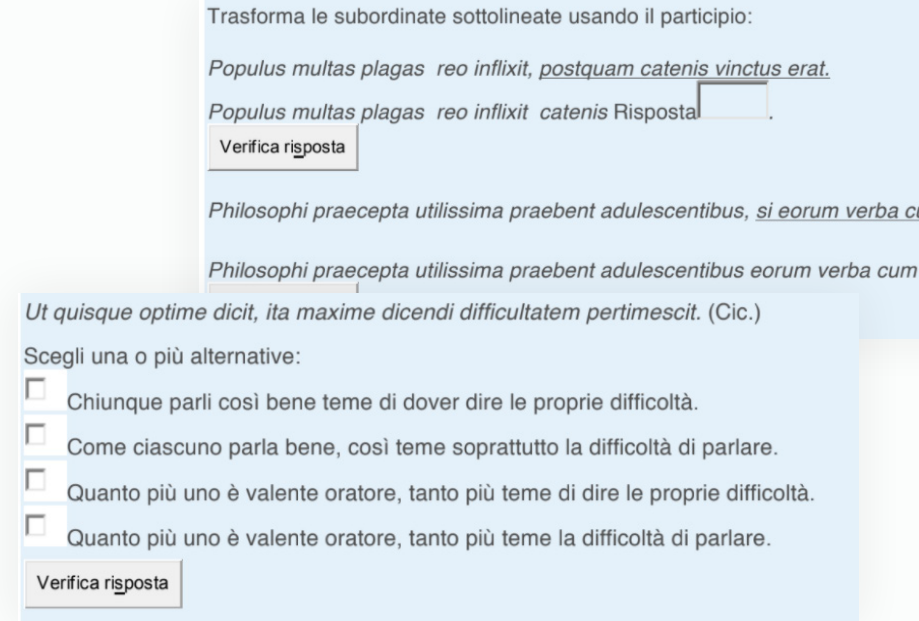 Trasforma le subordinate sottolineate usando il participio:
Populus multas plagas reo inflixit, postquam catenis vinctus erat.
Populus multas plagas reo inflixit catenis Risposta .
Verifica risposta
Philosophi praecepta utilissima praebent adulescentibus, si eorum verba
Philosophi praecepta utilissima praebent adulescentibus eorum verba cum
Ut quisque optime dicit, ita maxime dicendi difficultatem pertimescit. (Cic.)
Scegli una o più alternative:
Chiunque parli così bene teme di dover dire le proprie difficoltà.
Come ciascuno parla bene, così teme soprattutto la difficoltà di parlare.
Quanto più uno è valente oratore, tanto più teme di dire le proprie difficoltà.
Quanto più uno è valente oratore, tanto più teme la difficoltà di parlare.
Verifica risposta